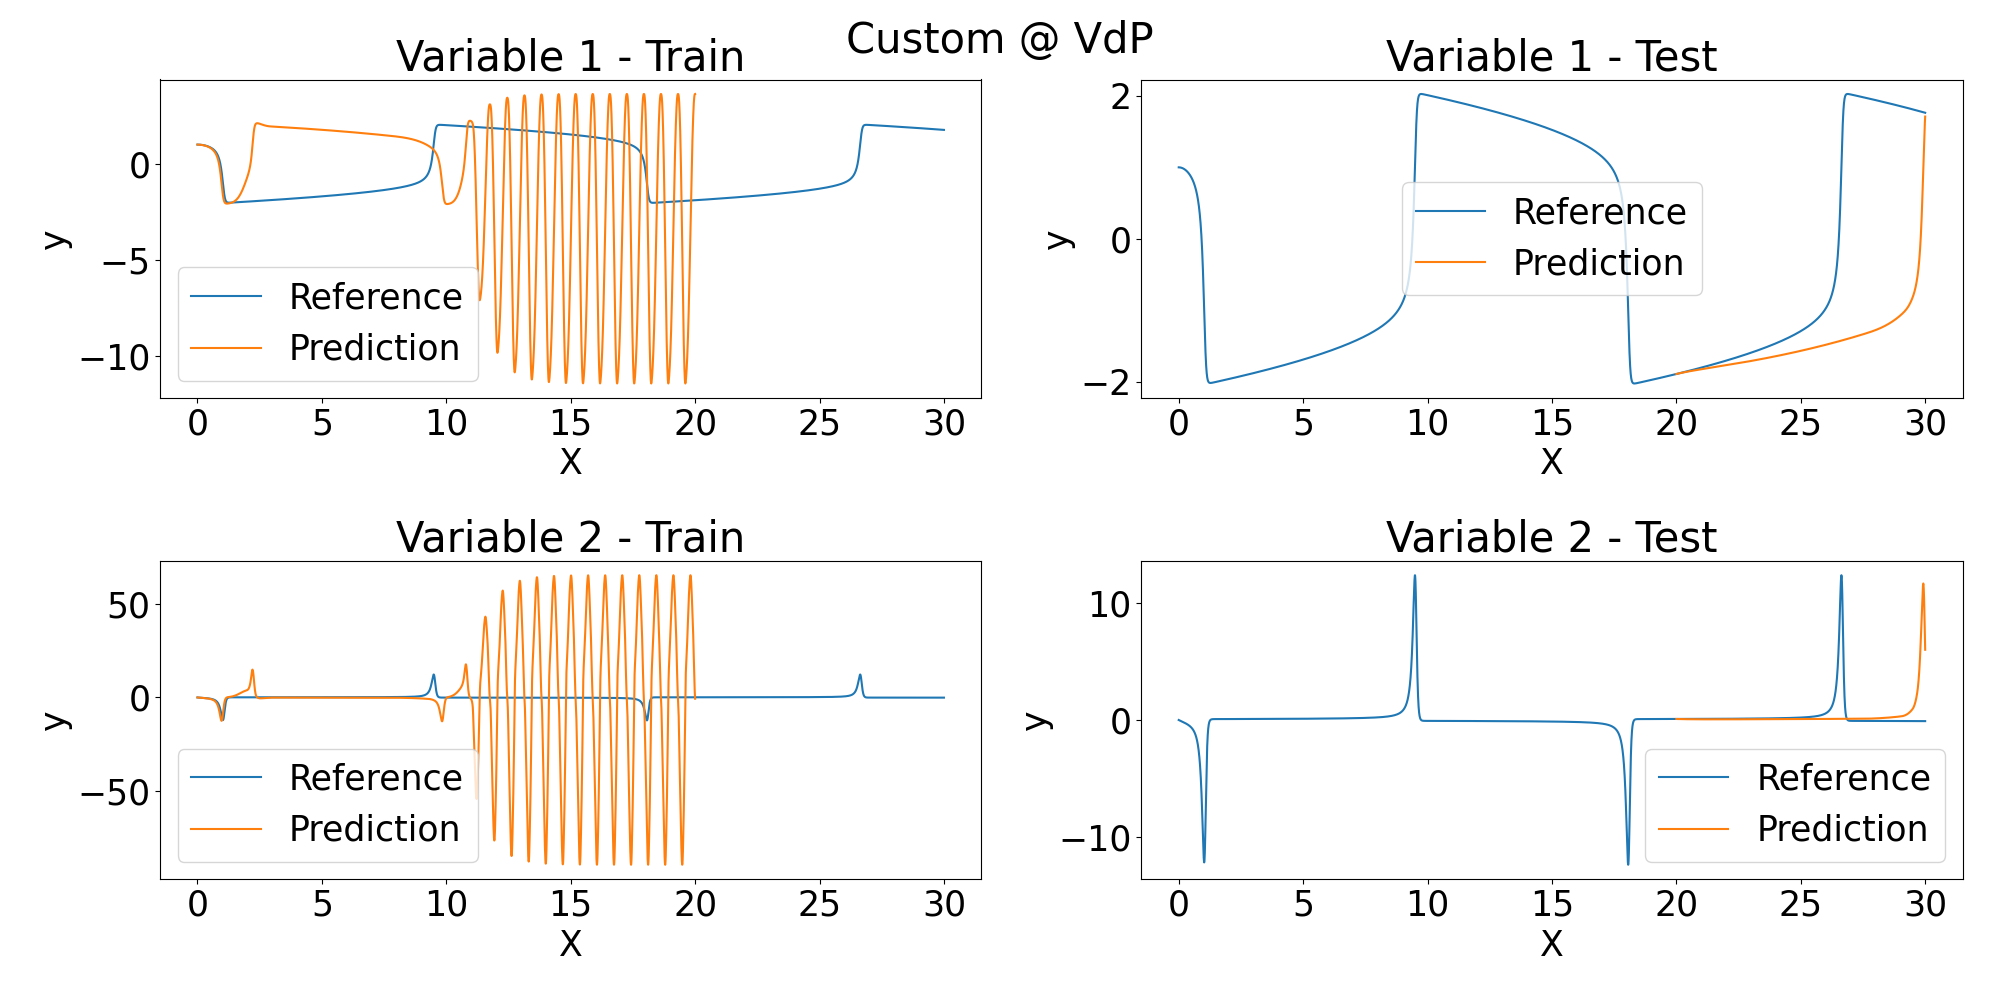 Custom @ VdP
Variable 1 - Train
0
−5
−10
y
Reference
Prediction
0 5 10 15 20 25 30
X
Variable 1 - Test
2
0
−2
y
Reference
Prediction
0 5 10 15 20 25 30
X
Variable 2 - Train
50
0
−50
y
Reference
Prediction
0 5 10 15 20 25 30
X
Variable 2 - Test
10
0
−10
y
Reference
Prediction
0 5 10 15 20 25 30
X